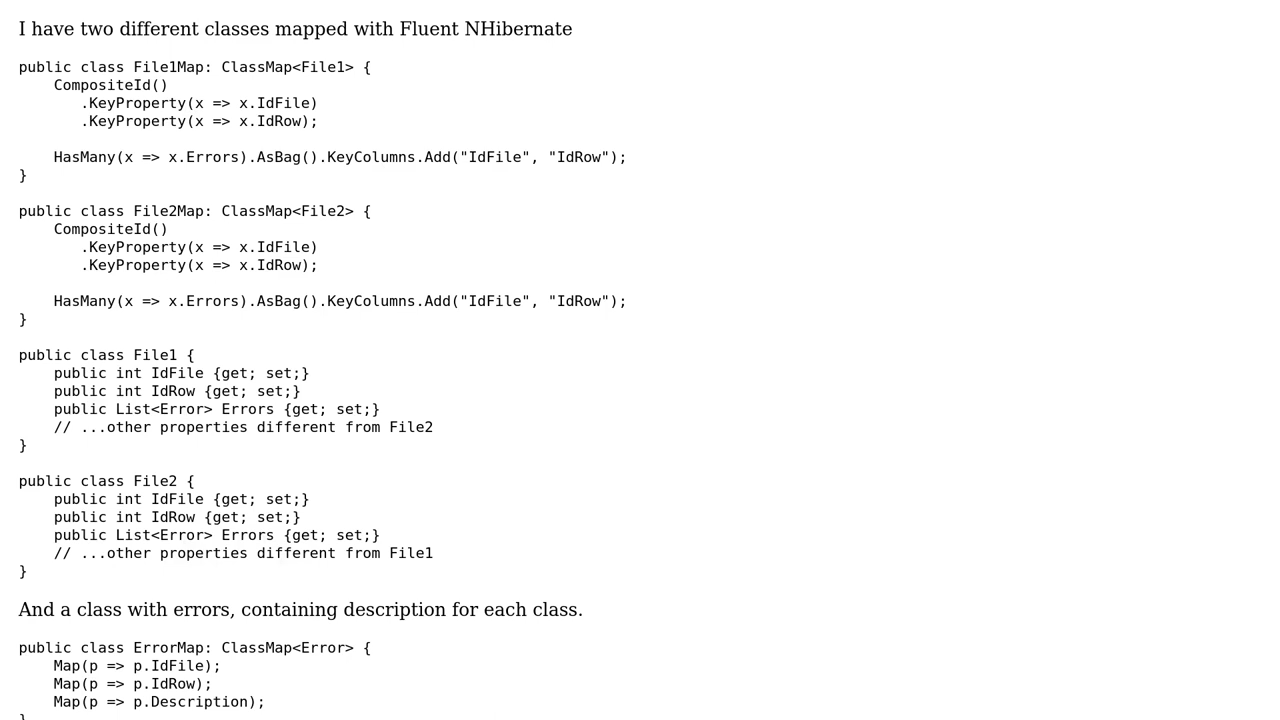 I have two different classes mapped with Fluent NHibernate
public class File1Map: ClassMap<File1> {
    CompositeId()
       .KeyProperty(x => x.IdFile)
       .KeyProperty(x => x.IdRow);
    HasMany(x => x.Errors).AsBag().KeyColumns.Add("IdFile", "IdRow");
}
public class File2Map: ClassMap<File2> {
    CompositeId()
       .KeyProperty(x => x.IdFile)
       .KeyProperty(x => x.IdRow);
    HasMany(x => x.Errors).AsBag().KeyColumns.Add("IdFile", "IdRow");
}
public class File1 {
    public int IdFile {get; set;}
    public int IdRow {get; set;}
    public List<Error> Errors {get; set;}
    // ...other properties different from File2
}
public class File2 {
    public int IdFile {get; set;}
    public int IdRow {get; set;}
    public List<Error> Errors {get; set;}
    // ...other properties different from File1
}
And a class with errors, containing description for each class.
public class ErrorMap: ClassMap<Error> {
    Map(p => p.IdFile);
    Map(p => p.IdRow);
    Map(p => p.Description);
}